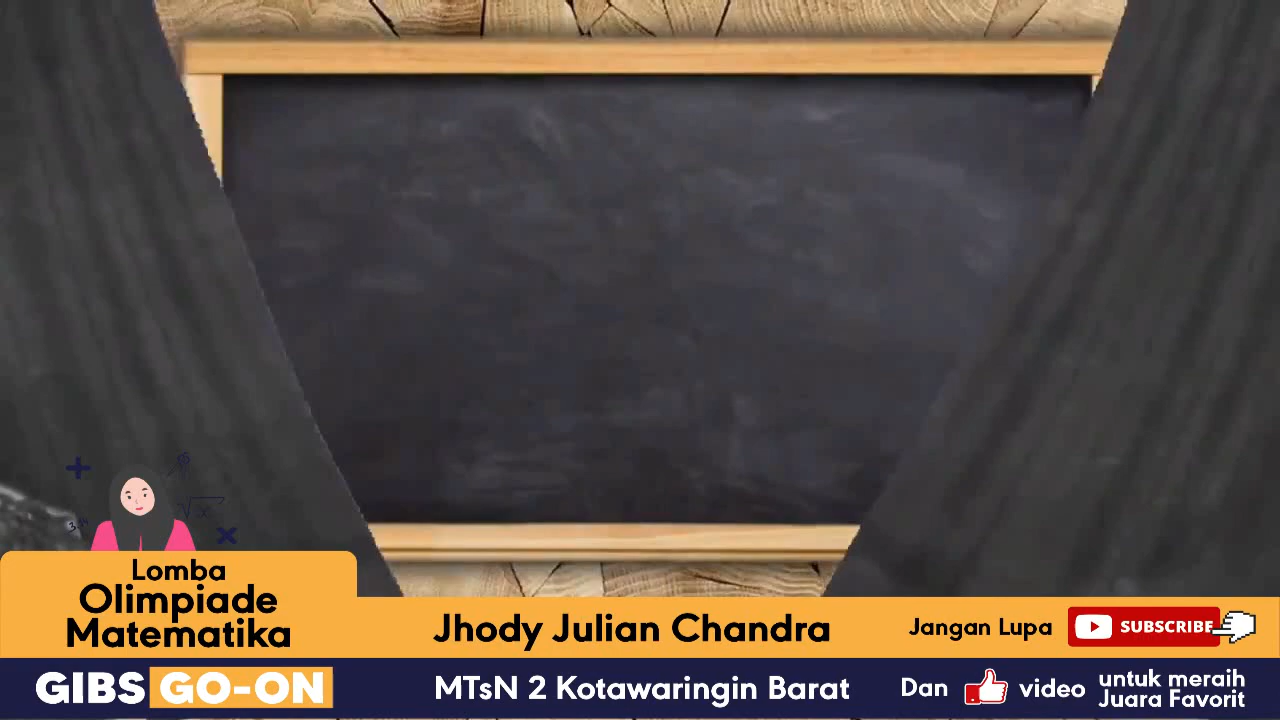 Lomba
Olimpiade
Matematika
Jhody Julian Chandra
Jangan Lupa
SUBSCRIBE
GIBS GO-ON
MTsN 2 Kotawaringin Barat
Dan
video
untuk meraih
Juara Favorit